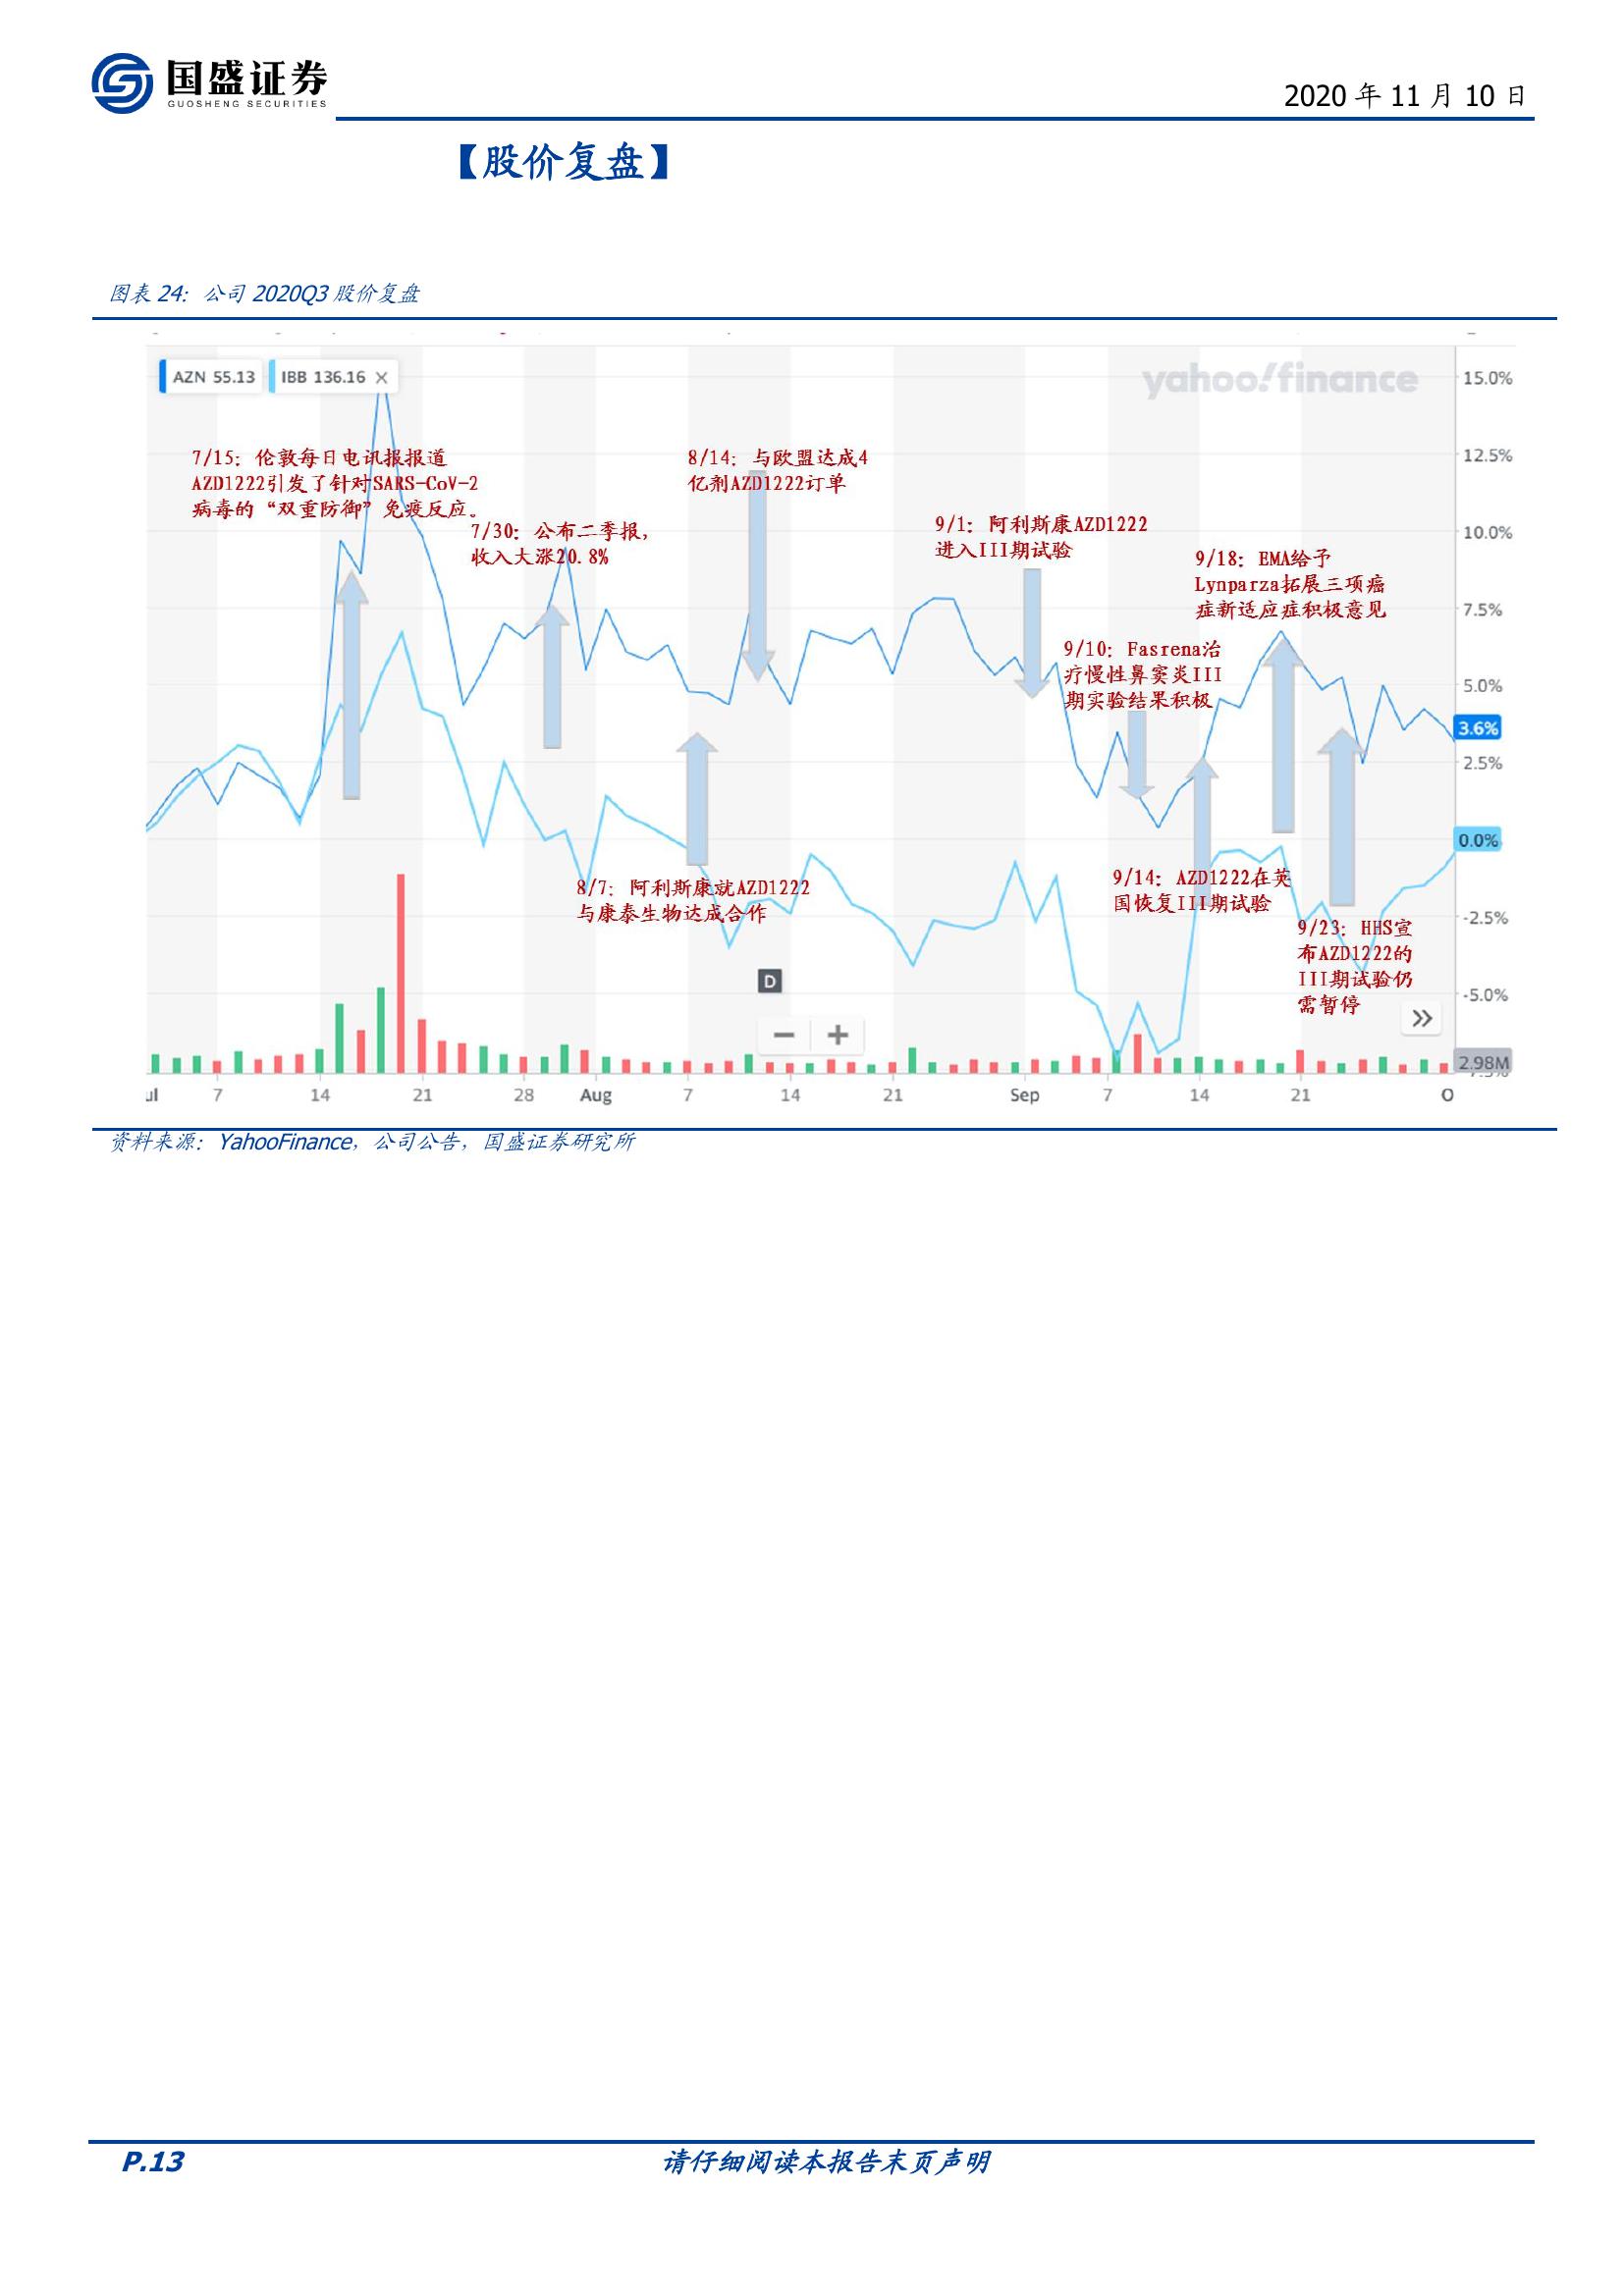 国盛证券
GUOSHENG SECURITIES
2020 年 11 月 10 日
【股价复盘】
图表 24：公司 2020Q3 股价复盘
AZN 55.13
IBB 136.16 ×
yahoo!finance
15.0%
12.5%
10.0%
7.5%
5.0%
3.6%
2.5%
0.0%
-2.5%
-5.0%
2.98M
7/15：伦敦每日电讯报报道
AZD1222引发了针对SARS-CoV-2
病毒的“双重防御”免疫反应。
7/30：公布二季报，
收入大涨20.8%
8/14：与欧盟达成4
亿剂AZD1222订单
9/1：阿利斯康AZD1222
进入III期试验
9/18：EMA给予
Lynparza拓展三项癌
症新适应症积极意见
9/10：Fasrena治
疗慢性鼻窦炎III
期实验结果积极
8/7：阿利斯康就AZD1222
与康泰生物达成合作
9/14：AZD1222在英
国恢复III期试验
9/23：HHS宣
布AZD1222的
III期试验仍
需暂停
D
− +
»
ul 7 14 21 28 Aug 7 14 21 Sep 7 14 21 O
资料来源：YahooFinance，公司公告，国盛证券研究所
P.13
请仔细阅读本报告末页声明